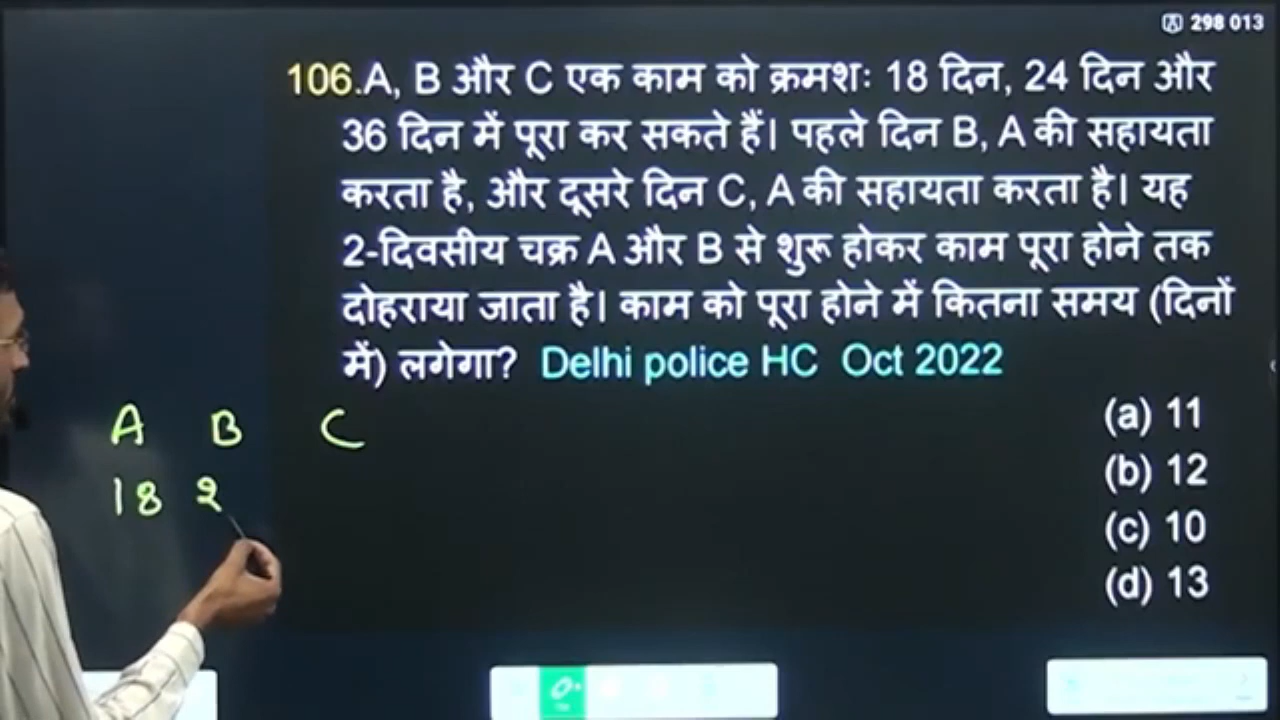 298 013
106.A, B और C एक काम को क्रमशः 18 दिन, 24 दिन और
36 दिन में पूरा कर सकते हैं। पहले दिन B, A की सहायता
करता है, और दूसरे दिन C, A की सहायता करता है। यह
2-दिवसीय चक्र A और B से शुरू होकर काम पूरा होने तक
दोहराया जाता है। काम को पूरा होने में कितना समय (दिनों
में) लगेगा? Delhi police HC Oct 2022
(a) 11
A B C
(b) 12
18 2
(c) 10
(d) 13